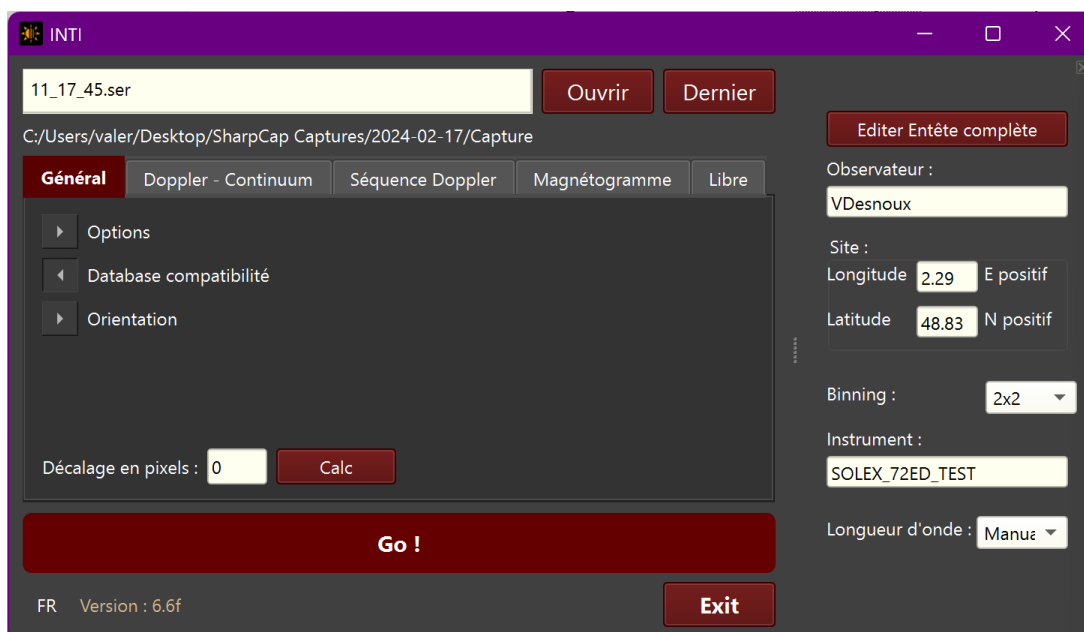 INTI
11_17_45.ser
Ouvrir
Dernier
C:/Users/valer/Desktop/SharpCap Captures/2024-02-17/Capture
Général
Doppler - Continuum
Séquence Doppler
Magnétogramme
Libre
Options
Database compatibilité
Orientation
Décalage en pixels :
0
Calc
Go !
FR
Version : 6.6f
Exit
Editer Entête complète
Observateur :
VDesnoux
Site :
Longitude
2.29
E positif
Latitude
48.83
N positif
Binning :
2x2
Instrument :
SOLEX_72ED_TEST
Longueur d'onde :
Manua